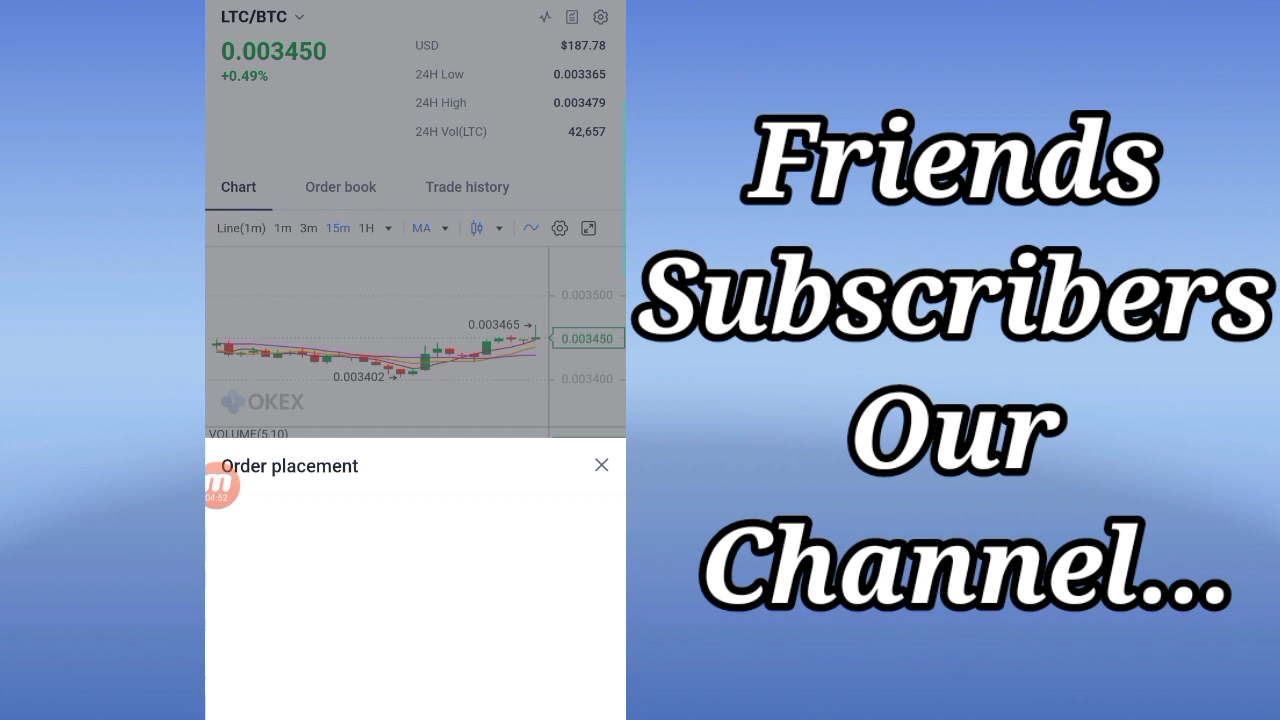 LTC/BTC
0.003450
+0.49%
USD $187.78
24H Low 0.003365
24H High 0.003479
24H Vol(LTC) 42,657
Chart Order book Trade history
Line(1m) 1m 3m 15m 1H MA
0.003500
0.003465
0.003450
0.003402
0.003400
OKEX
VOLUME(5,10)
Order placement
m
04:52
Friends
Subscribers
Our
Channel...